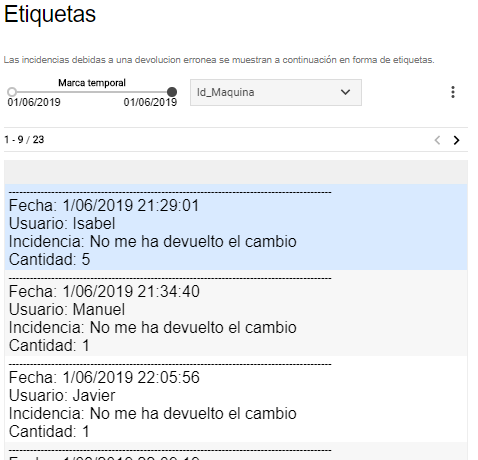 Etiquetas
Las incidencias debidas a una devolucion erronea se muestran a continuación en forma de etiquetas.
Marca temporal
01/06/2019 01/06/2019
Id_Maquina
1 - 9 / 23
--------------------------------------------------------------------------------
Fecha: 1/06/2019 21:29:01
Usuario: Isabel
Incidencia: No me ha devuelto el cambio
Cantidad: 5
--------------------------------------------------------------------------------
Fecha: 1/06/2019 21:34:40
Usuario: Manuel
Incidencia: No me ha devuelto el cambio
Cantidad: 1
--------------------------------------------------------------------------------
Fecha: 1/06/2019 22:05:56
Usuario: Javier
Incidencia: No me ha devuelto el cambio
Cantidad: 1
--------------------------------------------------------------------------------